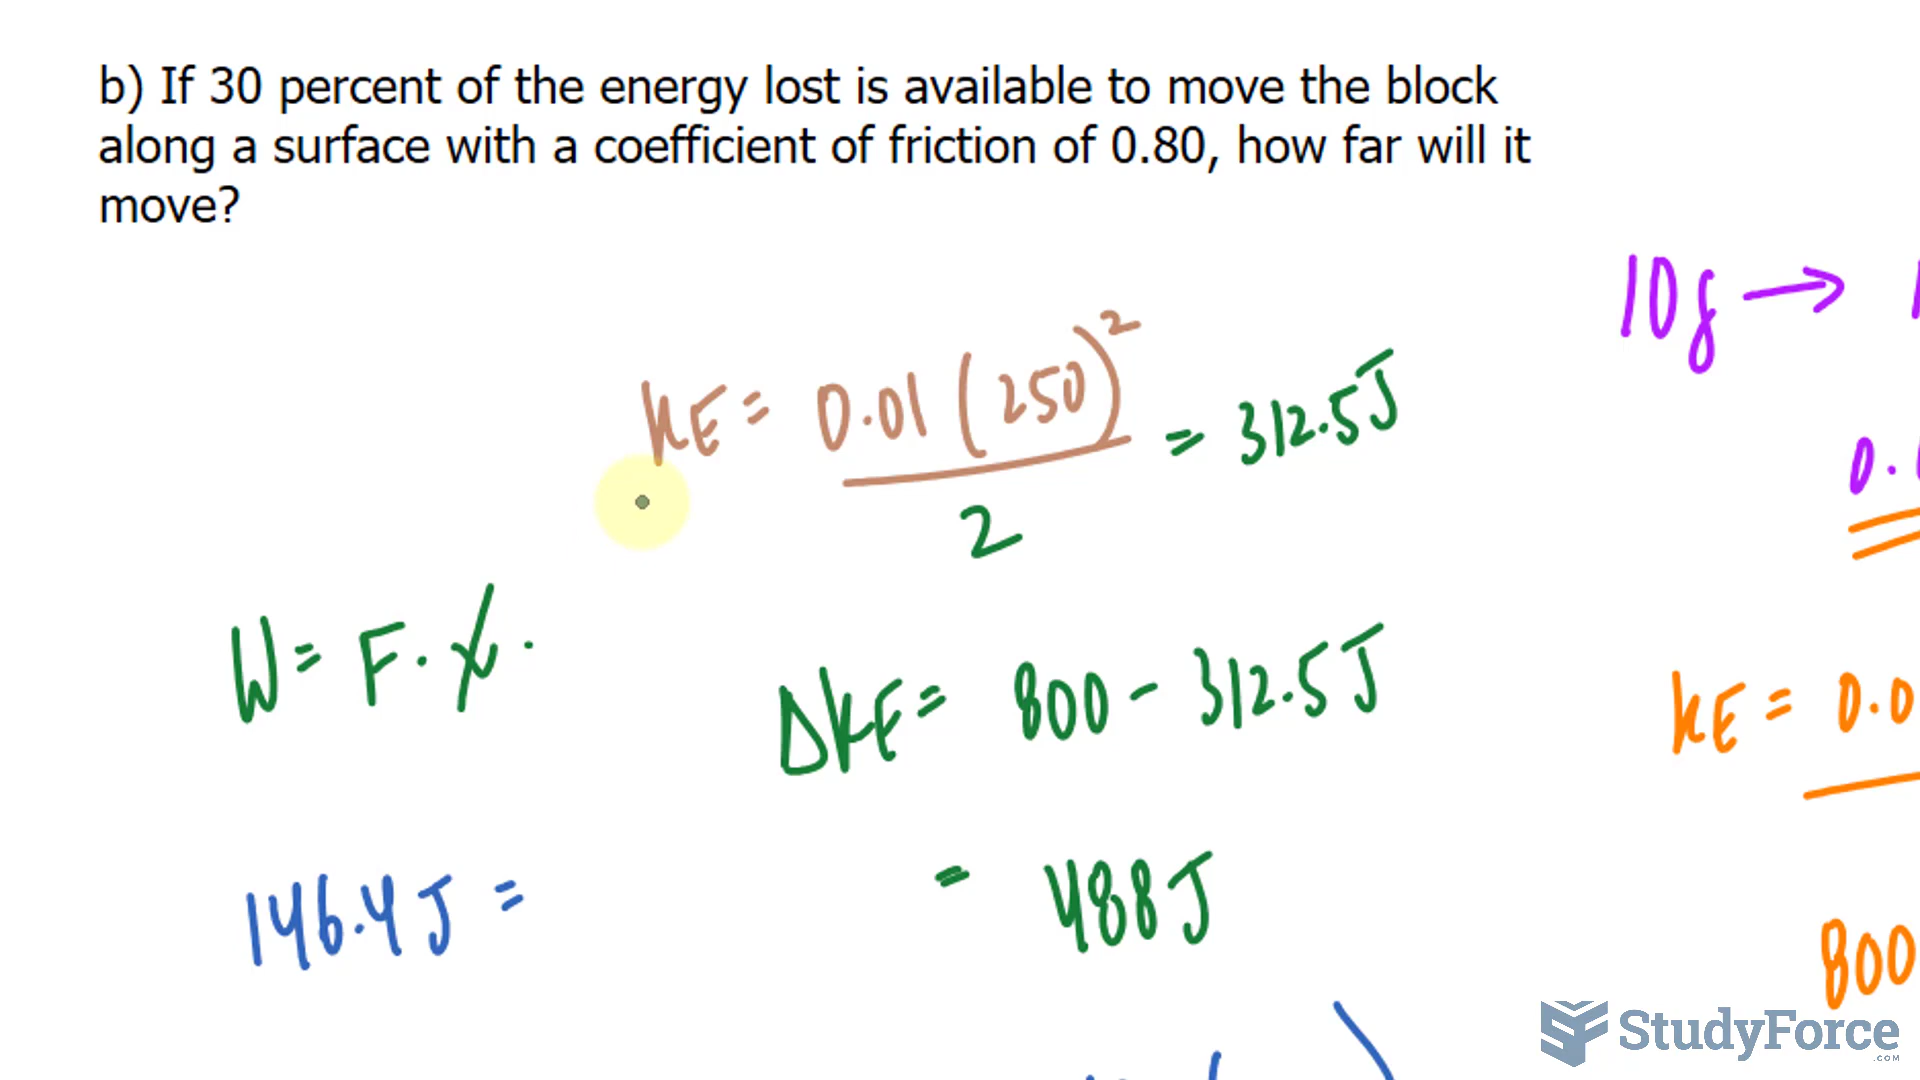 b) If 30 percent of the energy lost is available to move the block
along a surface with a coefficient of friction of 0.80, how far will it
move?
10g →
KE = 0.01 (250)² / 2 = 312.5J
0.
W = F · x ·
ΔKE = 800 - 312.5J
KE = 0.0
146.4J =
= 488J
800
StudyForce
.COM